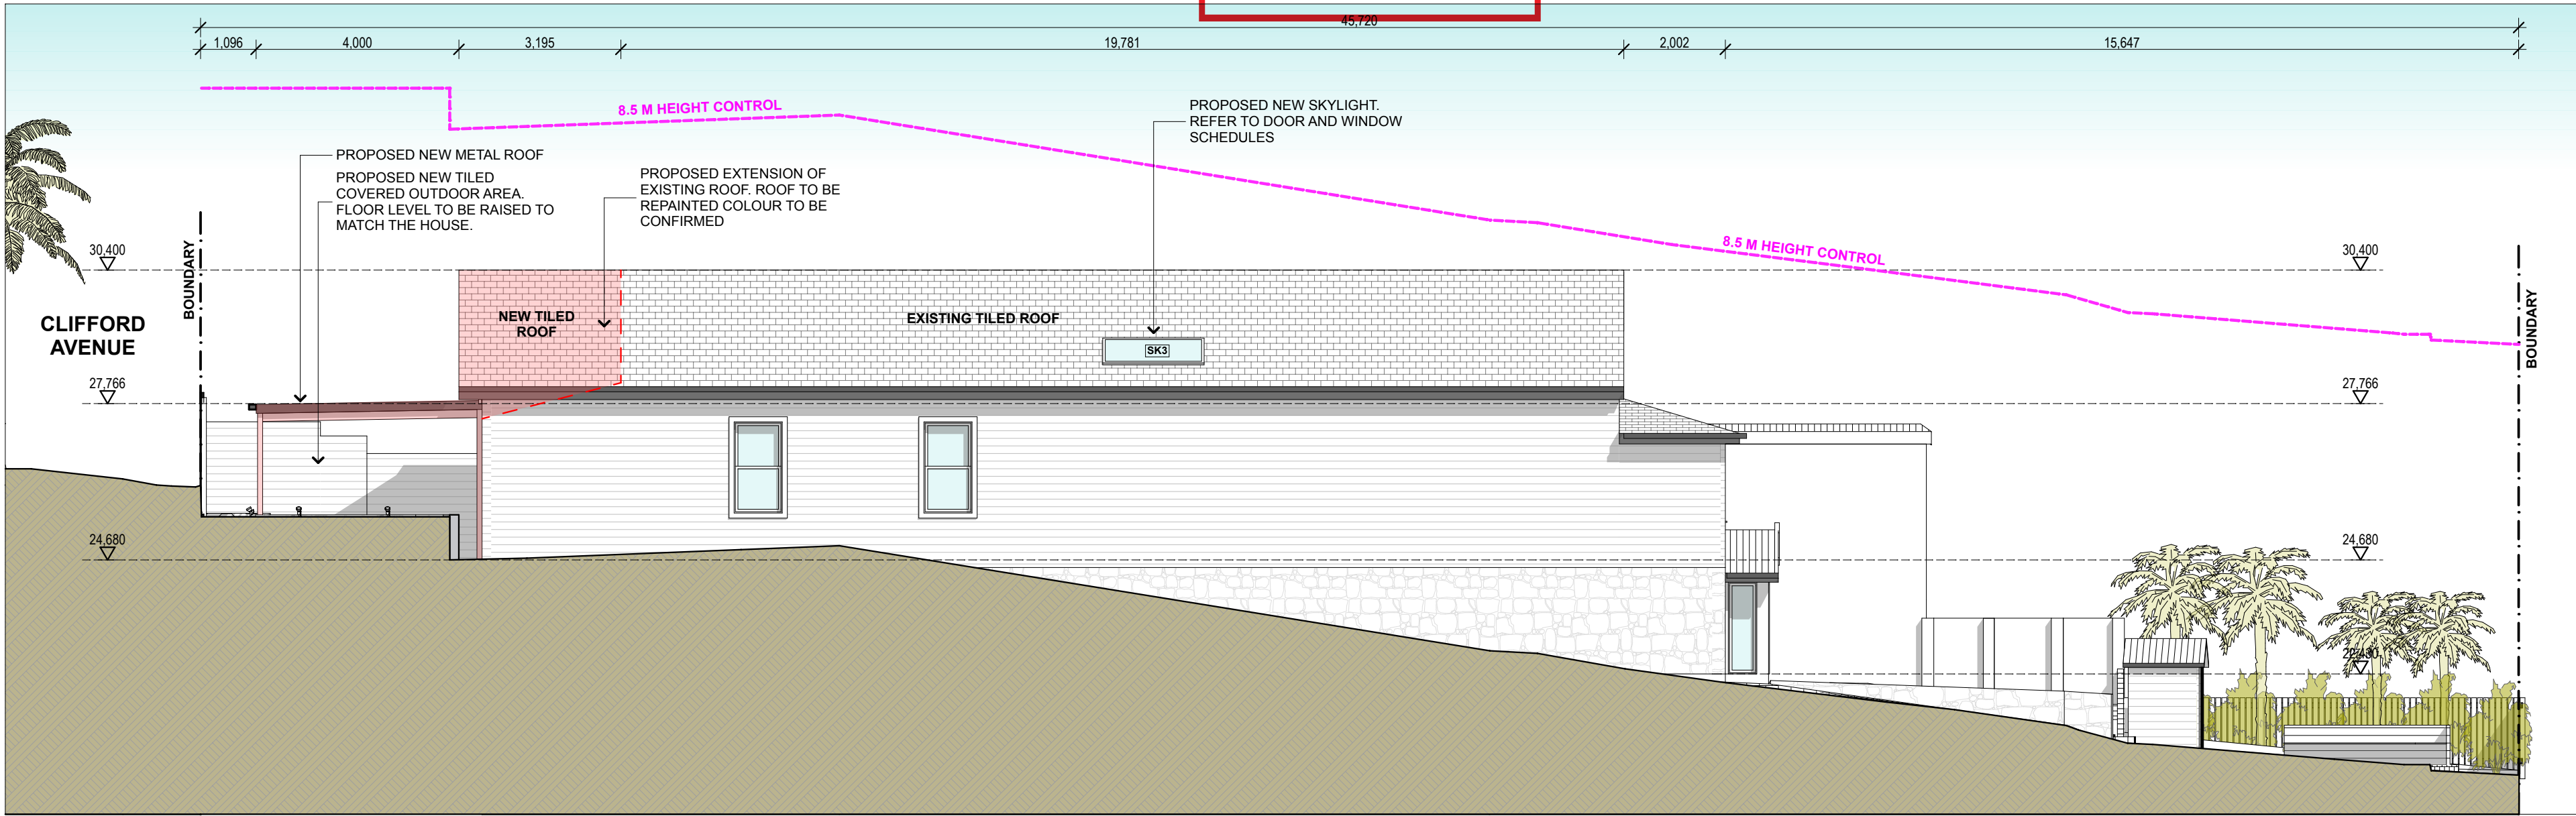 45,720
1,096
4,000
3,195
19,781
2,002
15,647
8.5 M HEIGHT CONTROL
PROPOSED NEW SKYLIGHT.
REFER TO DOOR AND WINDOW
SCHEDULES
PROPOSED NEW METAL ROOF
PROPOSED NEW TILED
COVERED OUTDOOR AREA.
FLOOR LEVEL TO BE RAISED TO
MATCH THE HOUSE.
PROPOSED EXTENSION OF
EXISTING ROOF. ROOF TO BE
REPAINTED COLOUR TO BE
CONFIRMED
8.5 M HEIGHT CONTROL
30,400
30,400
BOUNDARY
BOUNDARY
CLIFFORD
AVENUE
NEW TILED
ROOF
EXISTING TILED ROOF
SK3
27,766
27,766
24,680
24,680
22,430